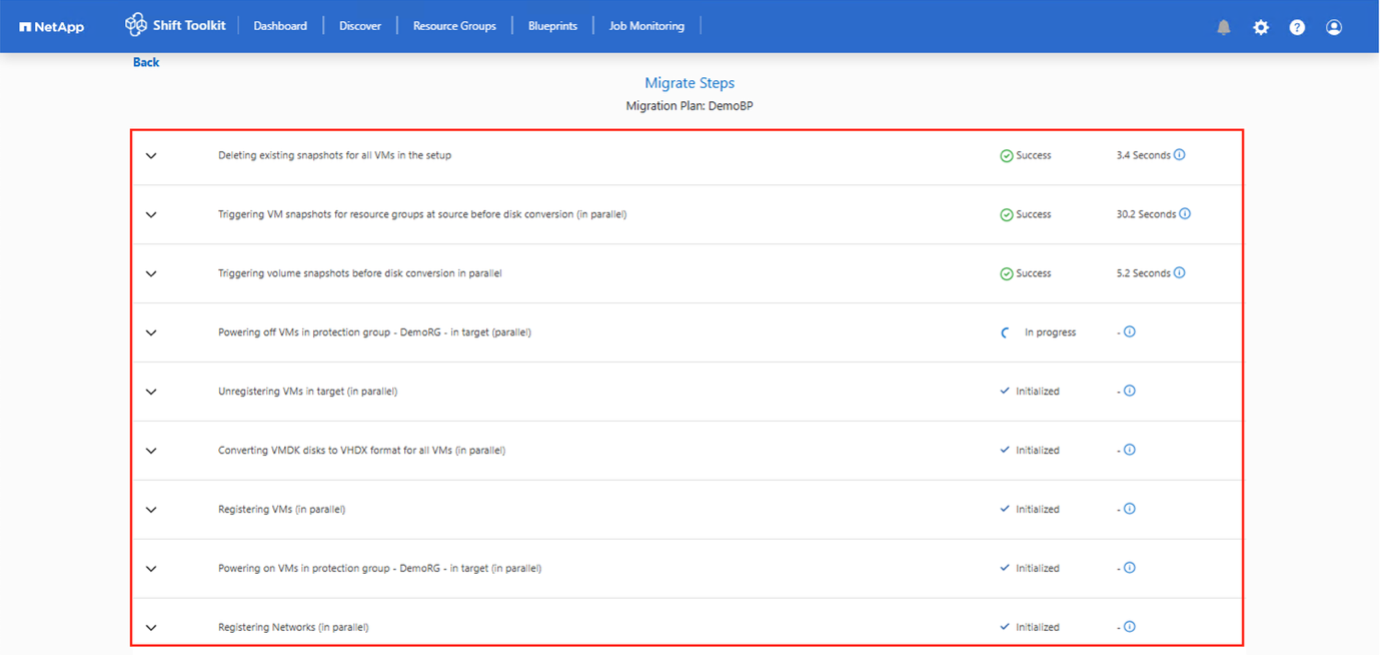 NetApp Shift Toolkit Dashboard Discover Resource Groups Blueprints Job Monitoring ?
Back
Migrate Steps
Migration Plan: DemoBP
Deleting existing snapshots for all VMs in the setup Success 3.4 Seconds
Triggering VM snapshots for resource groups at source before disk conversion (in parallel) Success 30.2 Seconds
Triggering volume snapshots before disk conversion in parallel Success 5.2 Seconds
Powering off VMs in protection group - DemoRG - in target (parallel) In progress -
Unregistering VMs in target (in parallel) Initialized -
Converting VMDK disks to VHDX format for all VMs (in parallel) Initialized -
Registering VMs (in parallel) Initialized -
Powering on VMs in protection group - DemoRG - in target (in parallel) Initialized -
Registering Networks (in parallel) Initialized -